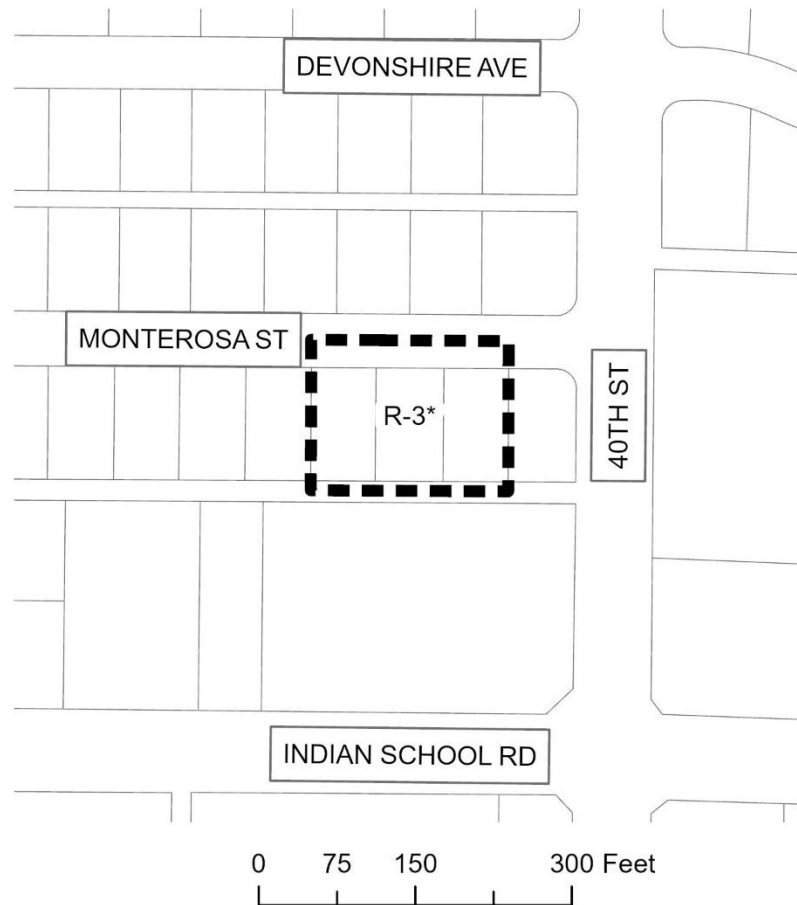 DEVONSHIRE AVE
MONTEROSA ST
R-3*
40TH ST
INDIAN SCHOOL RD
0 75 150 300 Feet